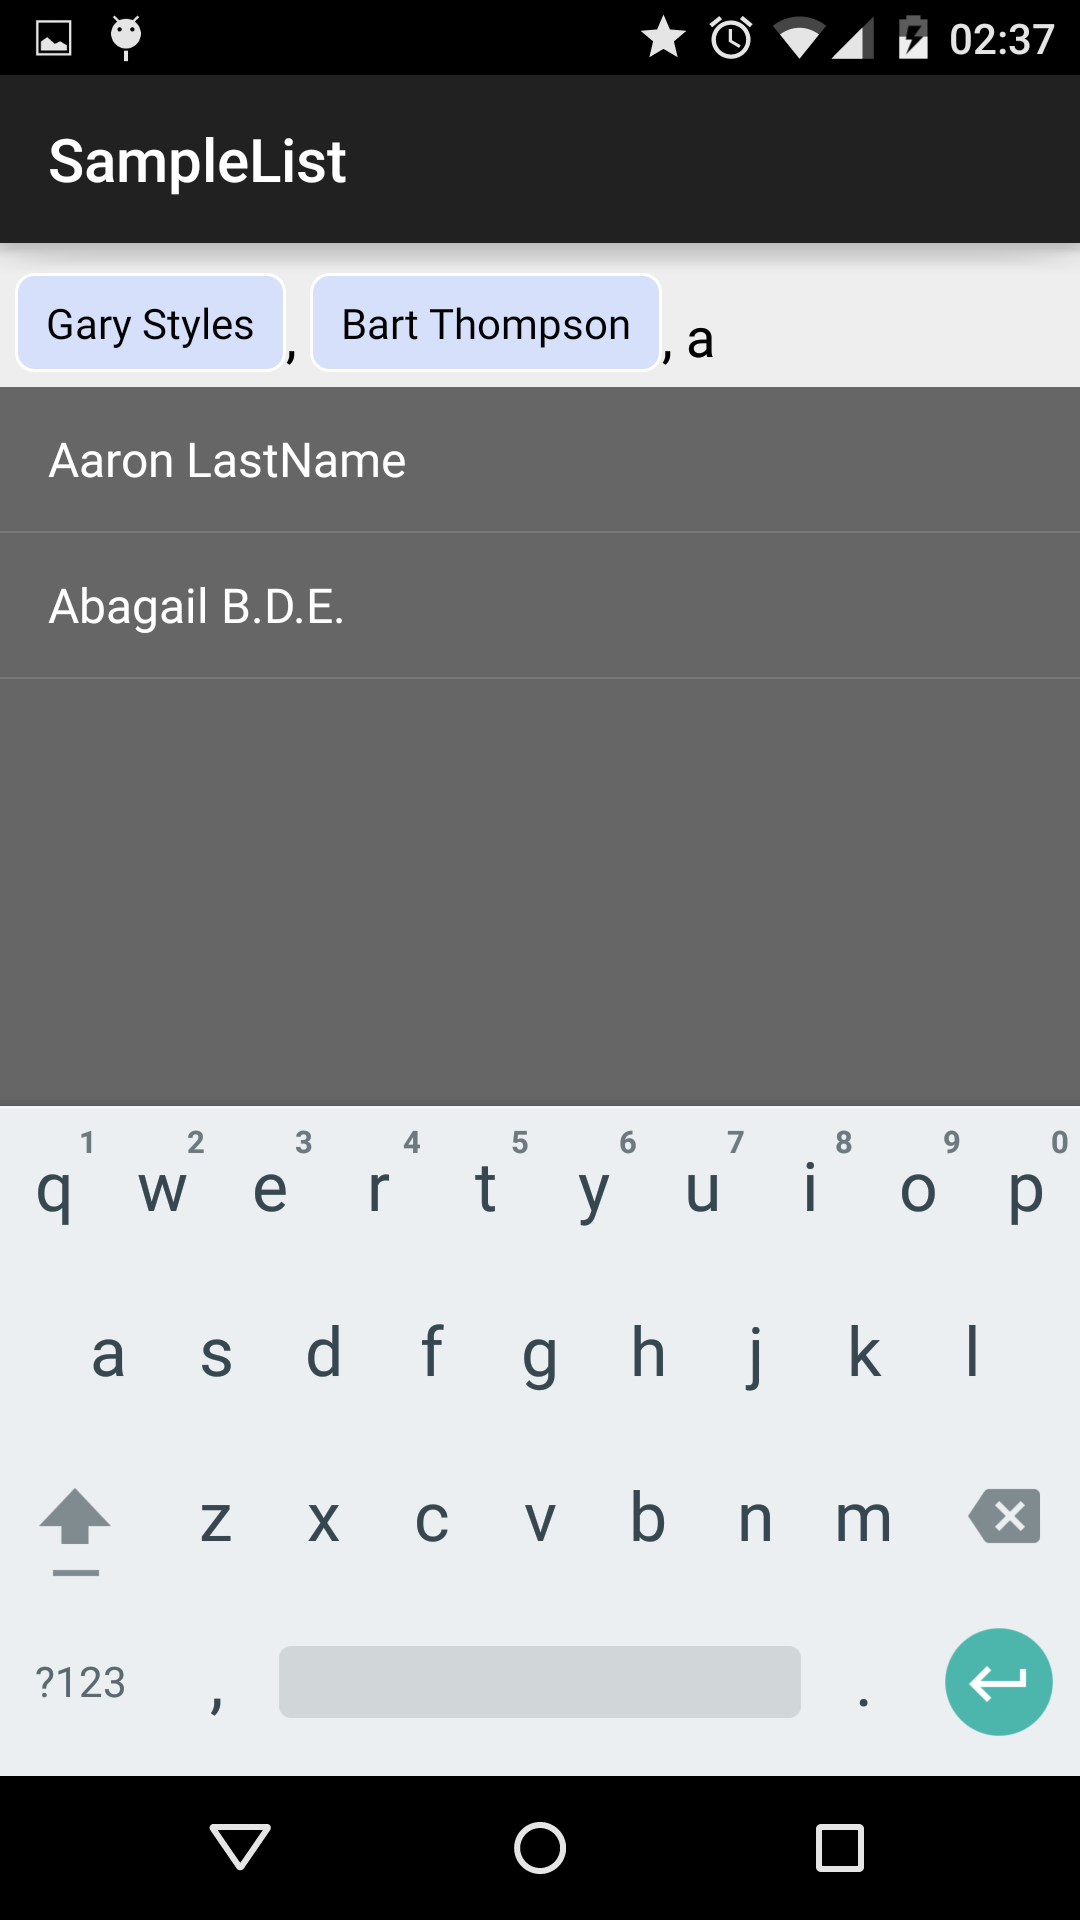 02:37
SampleList
Gary Styles, Bart Thompson, a
Aaron LastName
Abagail B.D.E.
1 2 3 4 5 6 7 8 9 0
q w e r t y u i o p
a s d f g h j k l
z x c v b n m
?123 , .